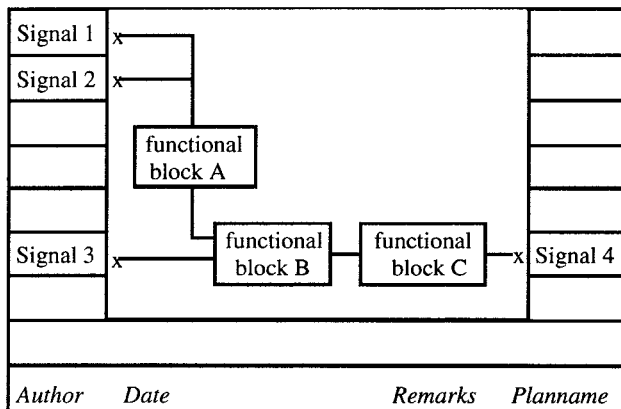 Signal 1 x
Signal 2 x
functional
block A
Signal 3 x
functional
block B
functional
block C
x Signal 4
Author Date Remarks Planname